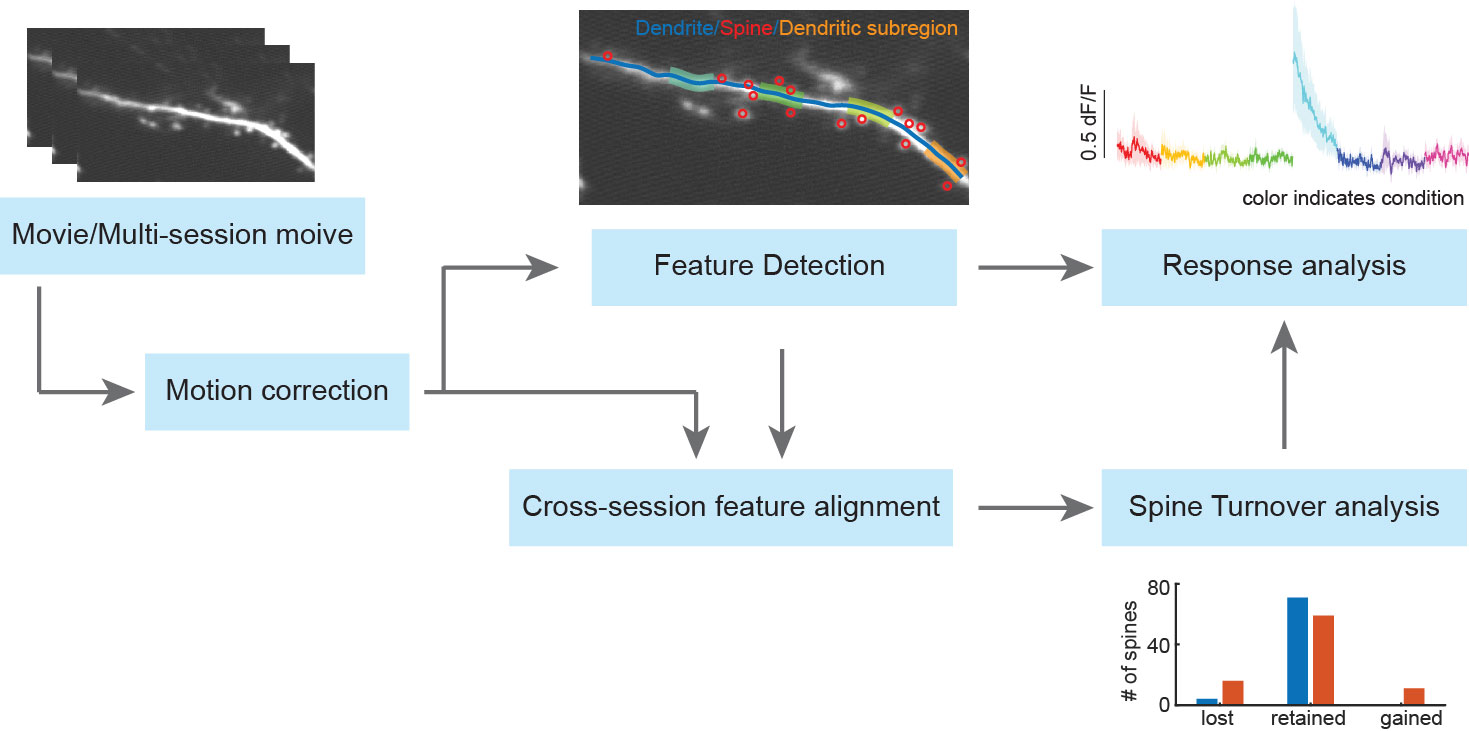 Dendrite/Spine/Dendritic subregion
0.5 dF/F
color indicates condition
Movie/Multi-session moive
Feature Detection
Response analysis
Motion correction
Cross-session feature alignment
Spine Turnover analysis
# of spines
80
40
0
lost retained gained